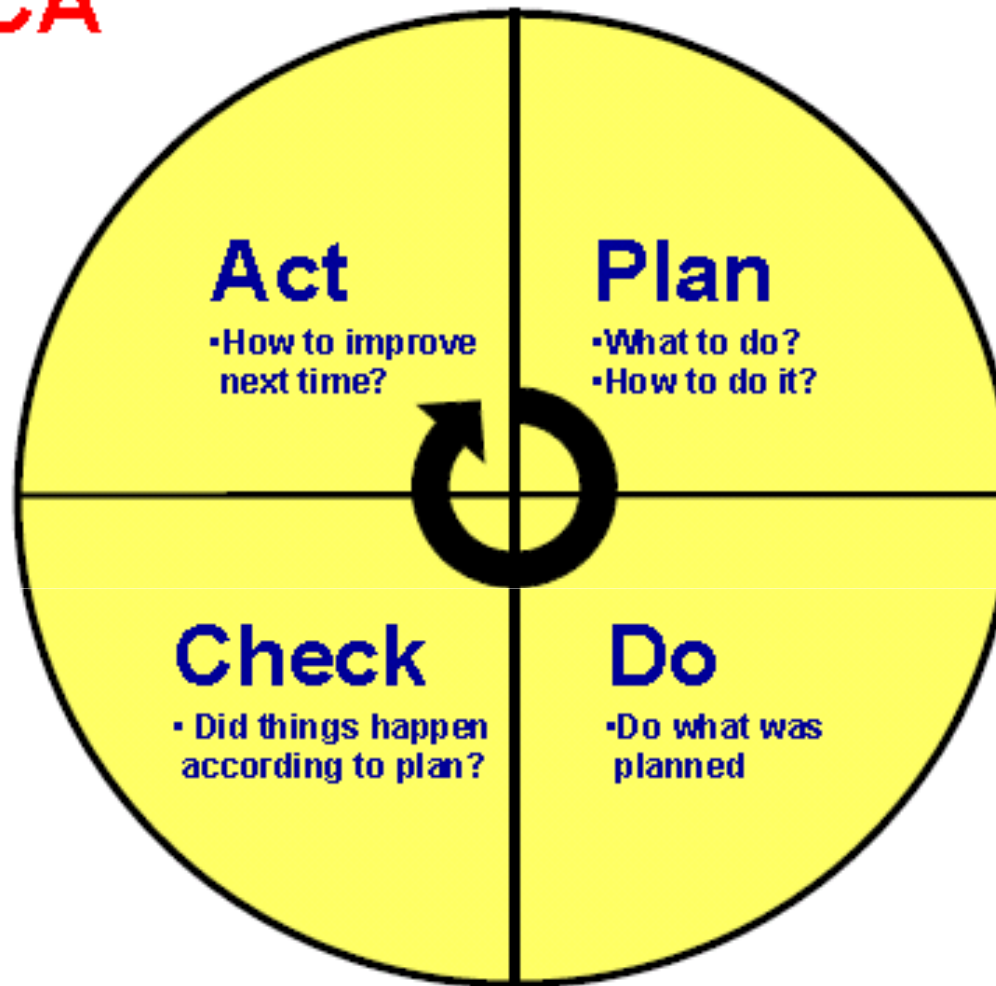 CA
Act
▪How to improve
next time?
Plan
▪What to do?
▪How to do it?
Check
▪ Did things happen
according to plan?
Do
▪Do what was
planned